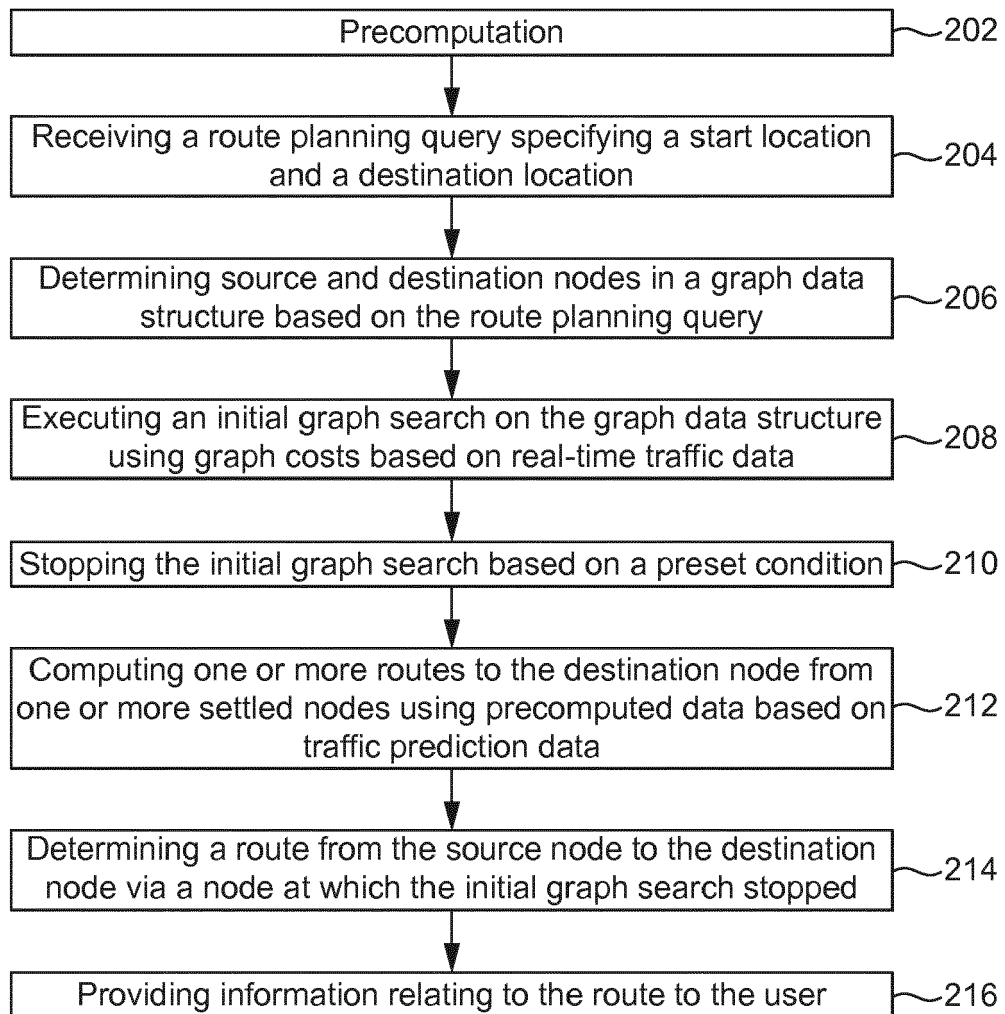 Precomputation
202
Receiving a route planning query specifying a start location
and a destination location
204
Determining source and destination nodes in a graph data
structure based on the route planning query
206
Executing an initial graph search on the graph data structure
using graph costs based on real-time traffic data
208
Stopping the initial graph search based on a preset condition
210
Computing one or more routes to the destination node from
one or more settled nodes using precomputed data based on
traffic prediction data
212
Determining a route from the source node to the destination
node via a node at which the initial graph search stopped
214
Providing information relating to the route to the user
216